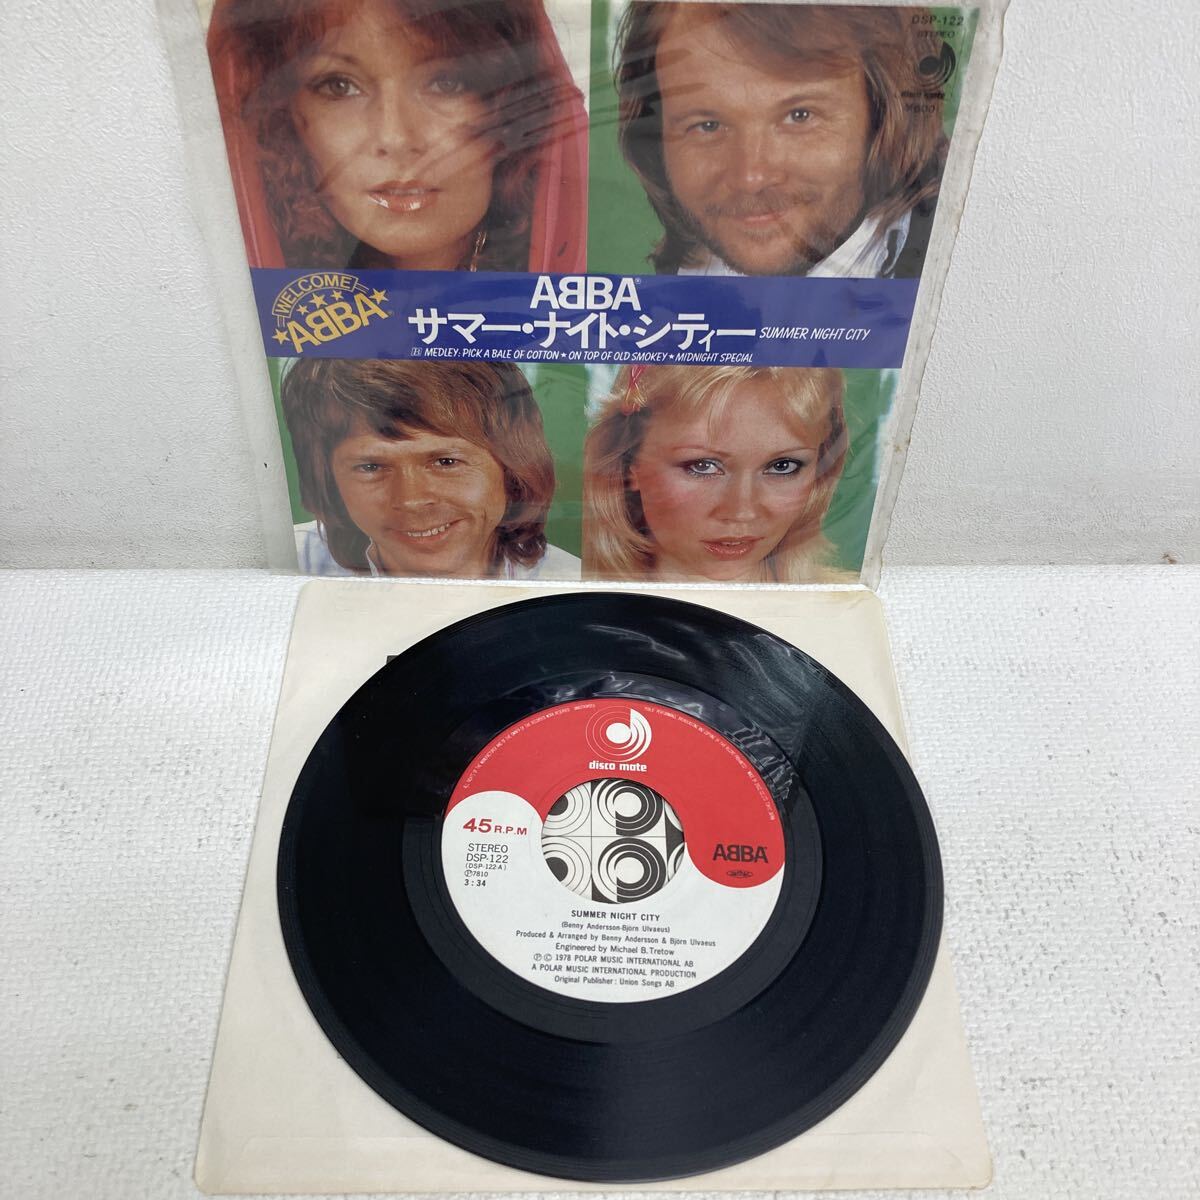 DSP-122
STEREO
disco mate
¥600
WELCOME
ABBA
ABBA®
サマー・ナイト・シティー SUMMER NIGHT CITY
B MEDLEY: PICK A BALE OF COTTON ★ ON TOP OF OLD SMOKEY ★ MIDNIGHT SPECIAL
disco mate
45 R.P.M
STEREO
DSP-122
(DSP-122-A)
Ⓟ7810
3:34
ABBA
SUMMER NIGHT CITY
(Benny Andersson-Björn Ulvaeus)
Produced & Arranged by Benny Andersson & Björn Ulvaeus
Engineered by Michael B. Tretow
Ⓟ © 1978 POLAR MUSIC INTERNATIONAL AB
A POLAR MUSIC INTERNATIONAL PRODUCTION
Original Publisher: Union Songs AB